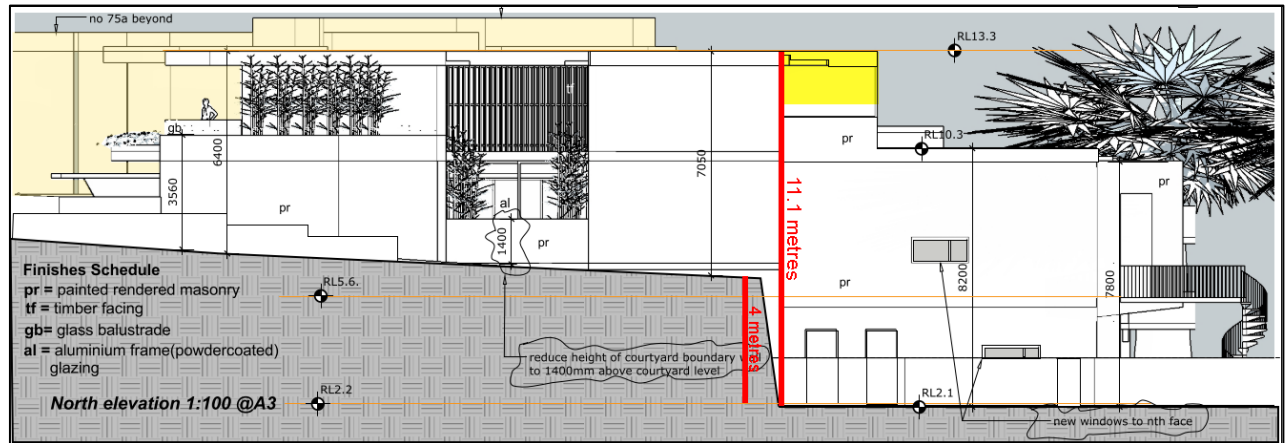 no 75a beyond
RL13.3
tf
gb
RL10.3
pr
6400
7050
3560
pr
al
pr
11.1 metres
1400
pr
pr
8200
7800
Finishes Schedule
pr = painted rendered masonry
tf = timber facing
gb= glass balustrade
al = aluminium frame(powdercoated)
glazing
RL5.6.
4 metres
reduce height of courtyard boundary
to 1400mm above courtyard level
North elevation 1:100 @A3
RL2.2
RL2.1
new windows to nth face